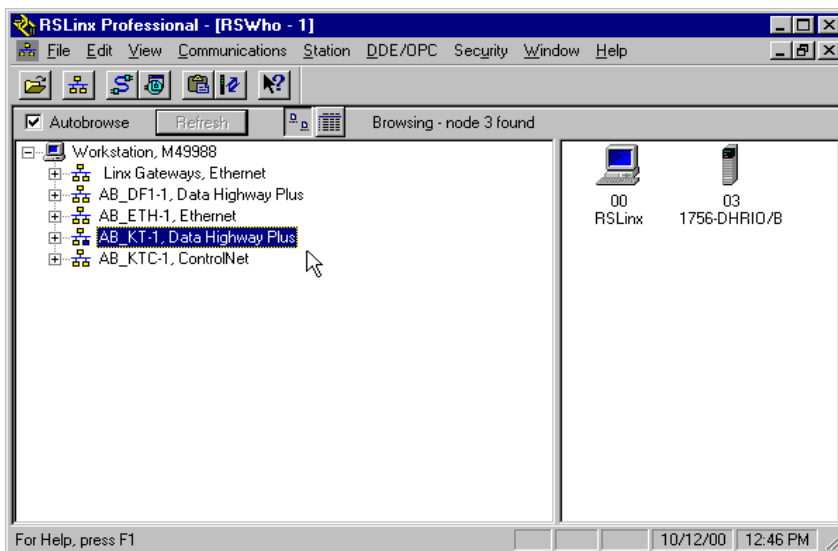 RSLinx Professional - [RSWho - 1]
File Edit View Communications Station DDE/OPC Security Window Help
Autobrowse Refresh Browsing - node 3 found
Workstation, M49988
Linx Gateways, Ethernet
AB_DF1-1, Data Highway Plus
AB_ETH-1, Ethernet
AB_KT-1, Data Highway Plus
AB_KTC-1, ControlNet
00 03
RSLinx 1756-DHRIO/B
For Help, press F1 10/12/00 12:46 PM